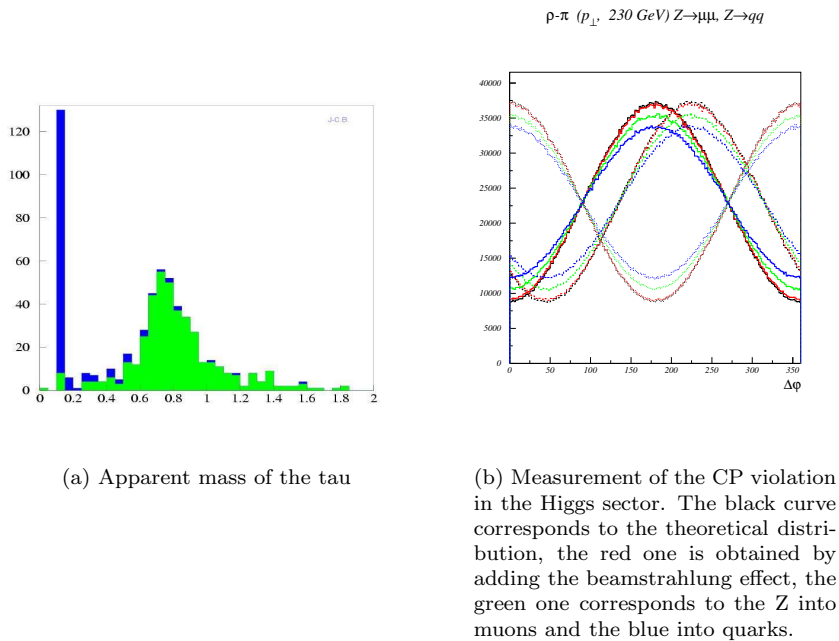 ρ-π (p⊥, 230 GeV) Z→μμ, Z→qq
J-C.B.
120
100
80
60
40
20
0
0 0.2 0.4 0.6 0.8 1 1.2 1.4 1.6 1.8 2
40000
35000
30000
25000
20000
15000
10000
5000
0
0 50 100 150 200 250 300 350
Δφ
(a) Apparent mass of the tau
(b) Measurement of the CP violation
in the Higgs sector. The black curve
corresponds to the theoretical distri-
bution, the red one is obtained by
adding the beamstrahlung effect, the
green one corresponds to the Z into
muons and the blue into quarks.